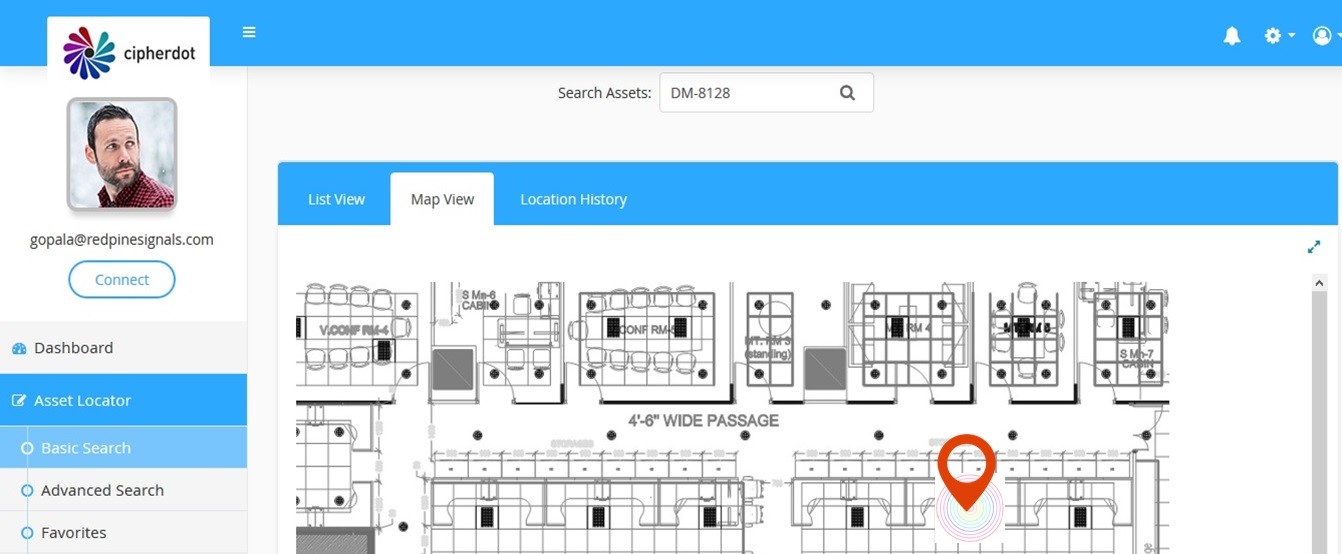 cipherdot
Search Assets: DM-8128
List View Map View Location History
gopala@redpinesignals.com
Connect
Dashboard
Asset Locator
Basic Search
Advanced Search
Favorites
S Mn-6
CABIN
V.CONF RM-4
CONF RM-
MT. RM 3
(standing)
RM 4
S Mn-7
CABIN
4'-6" WIDE PASSAGE